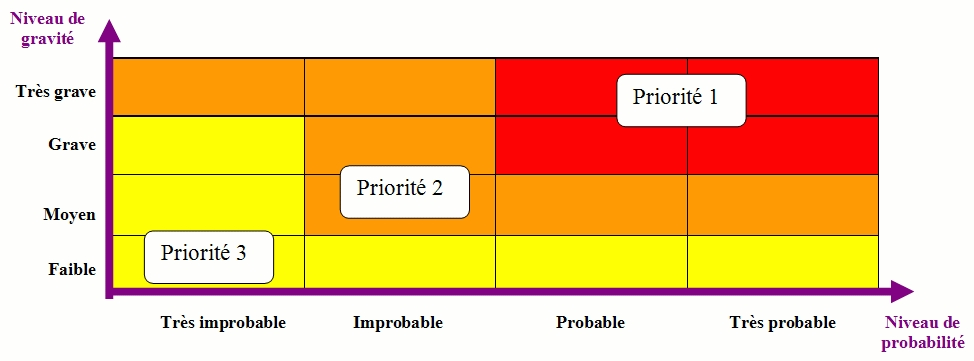 Niveau de
gravité
Très grave
Priorité 1
Grave
Priorité 2
Moyen
Priorité 3
Faible
Très improbable
Improbable
Probable
Très probable
Niveau de
probabilité